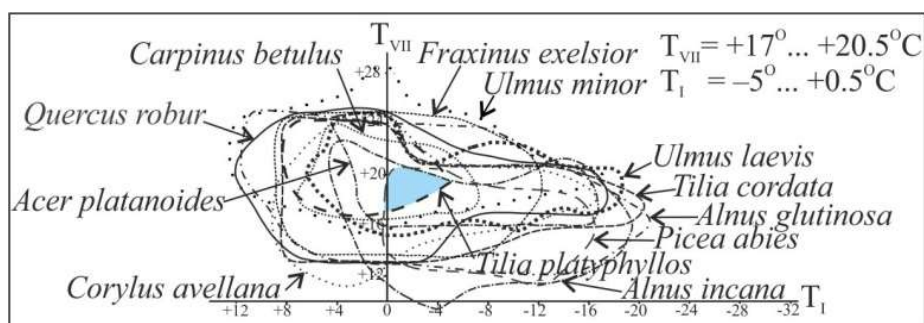 Carpinus betulus
T_VII
Fraxinus exelsior
T_VII = +17°... +20.5°C
+28
Ulmus minor
T_I = –5°... +0.5°C
Quercus robur
Ulmus laevis
+20
Tilia cordata
Acer platanoides
Alnus glutinosa
Picea abies
+12
Tilia platyphyllos
Corylus avellana
Alnus incana
T_I
+12 +8 +4 0 -4 -8 -12 -16 -20 -24 -28 -32